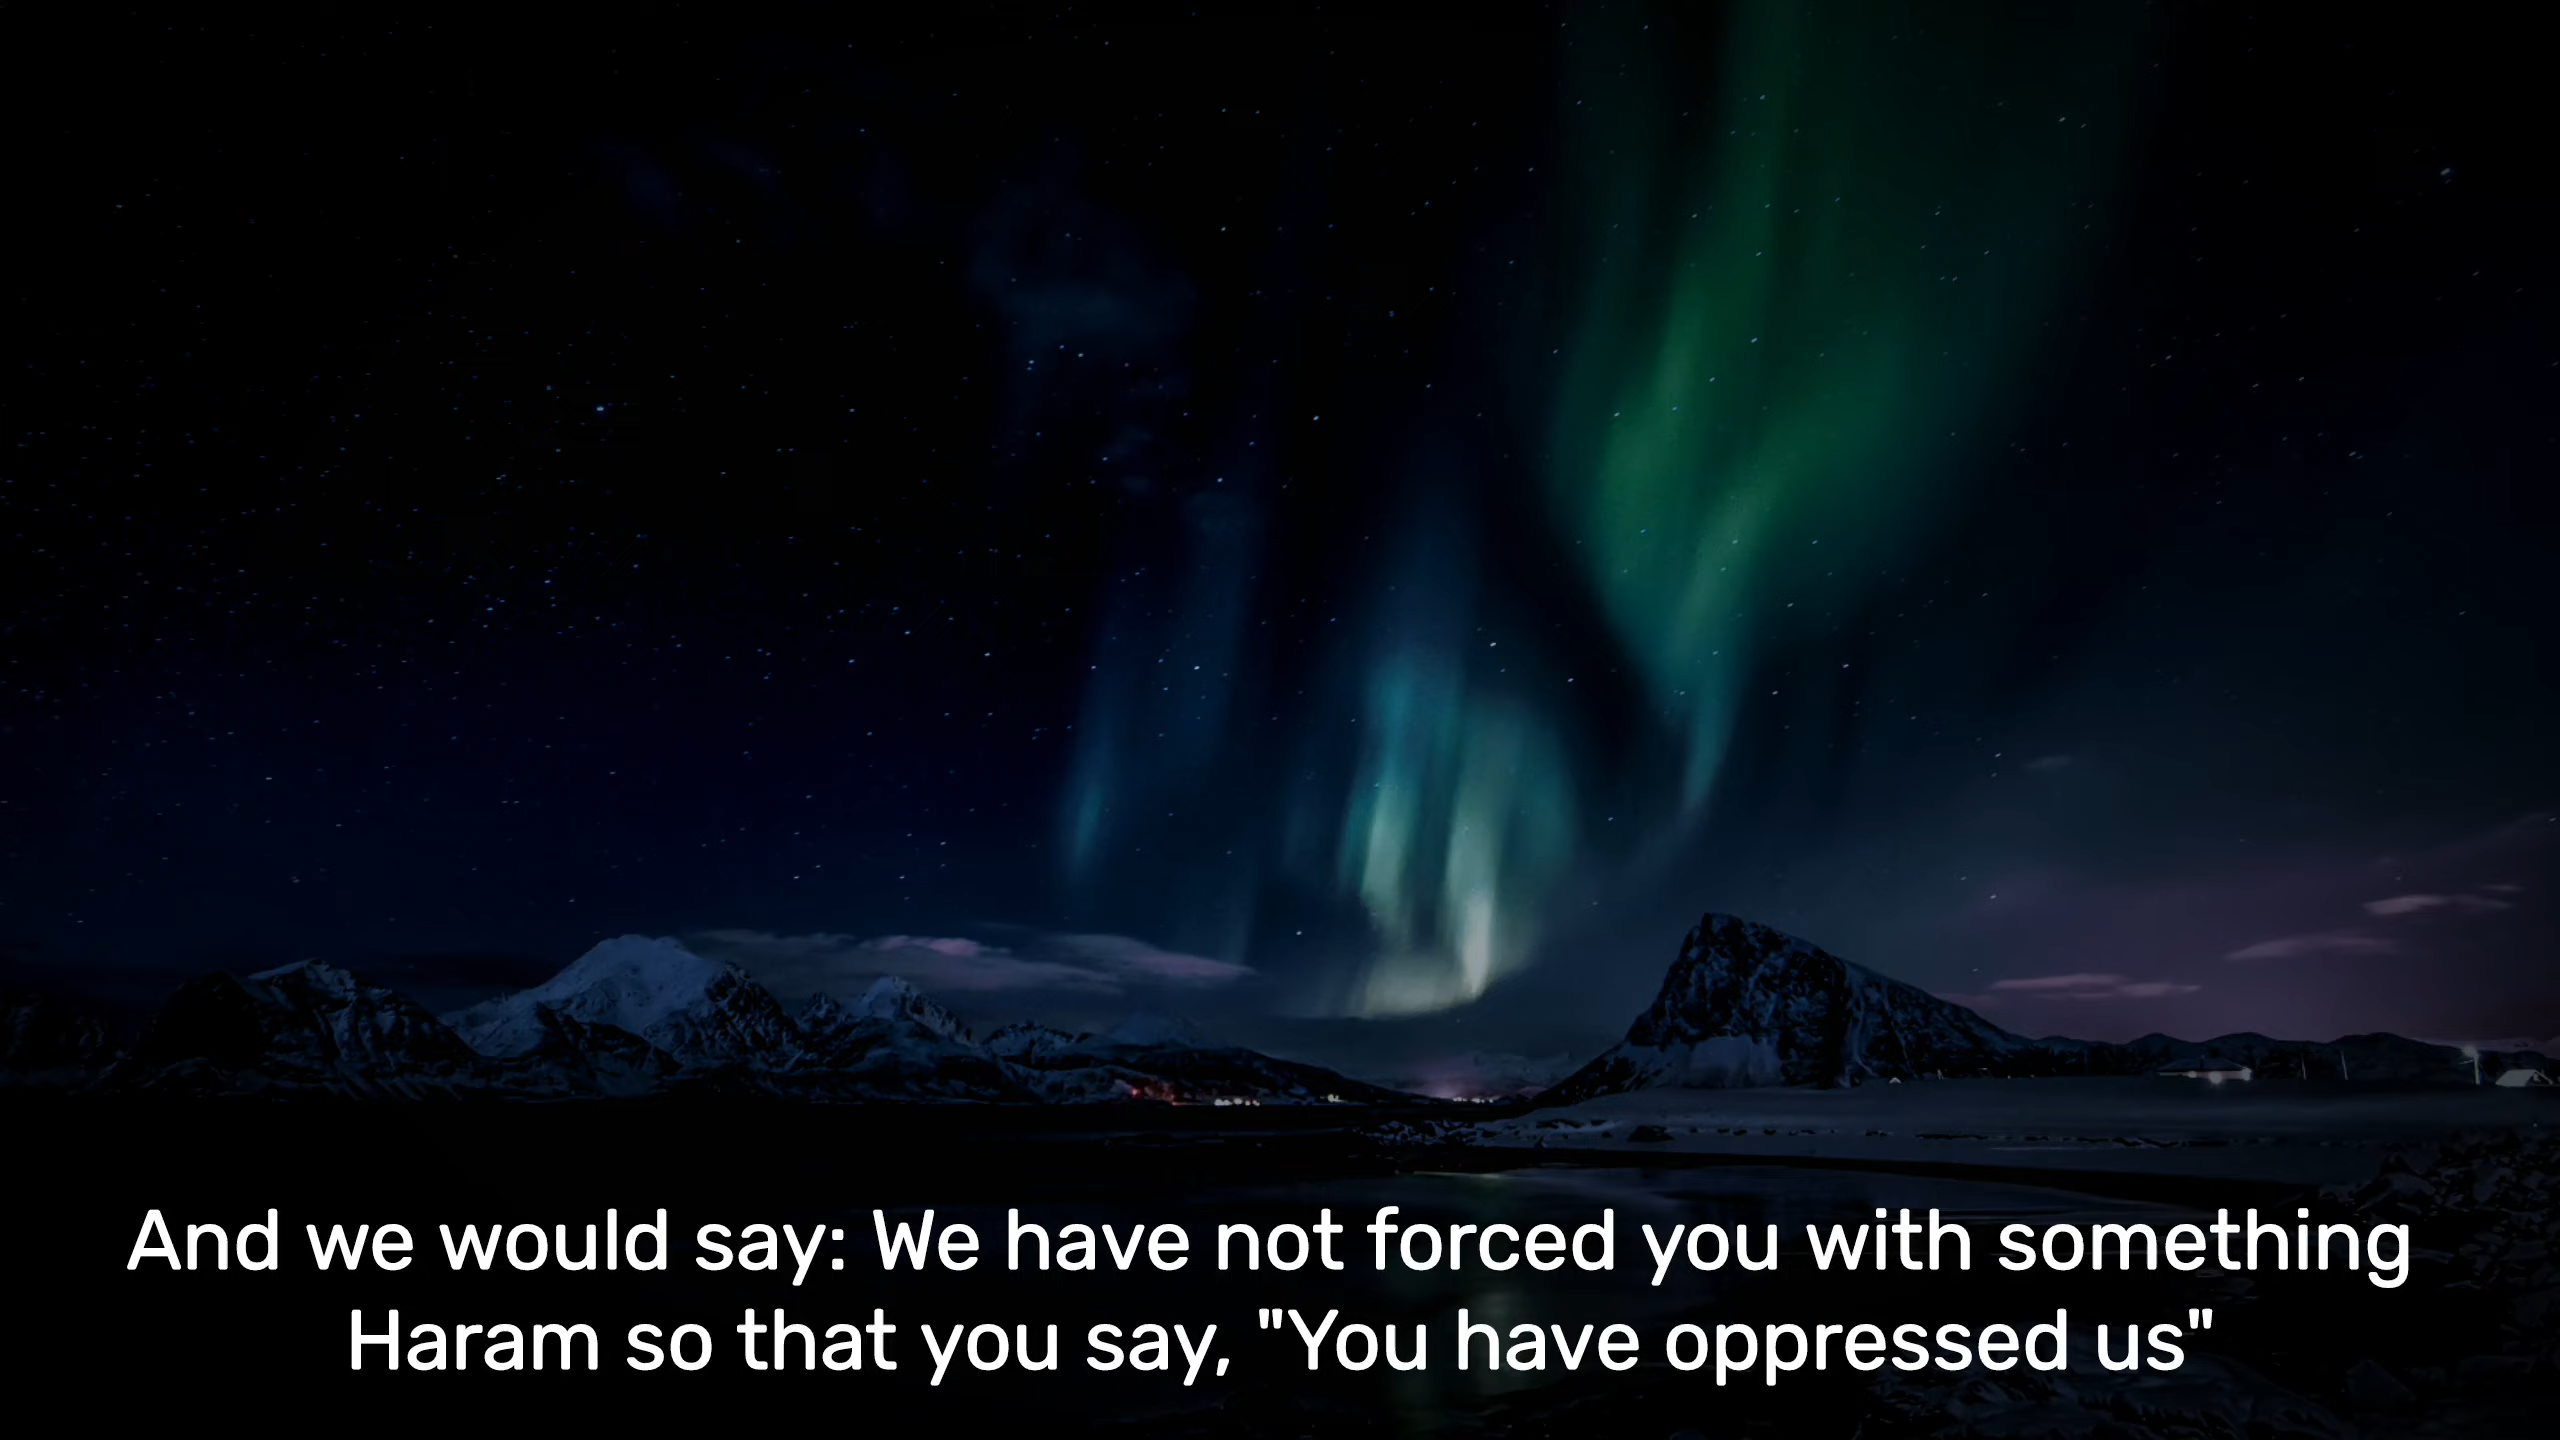 And we would say: We have not forced you with something
Haram so that you say, "You have oppressed us"